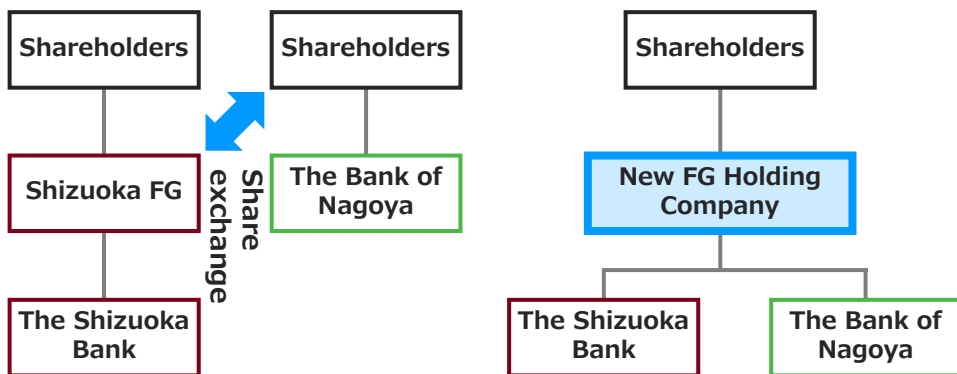 Shareholders
Shareholders
Shizuoka FG
Share
exchange
The Bank of
Nagoya
The Shizuoka
Bank
Shareholders
New FG Holding
Company
The Shizuoka
Bank
The Bank of
Nagoya